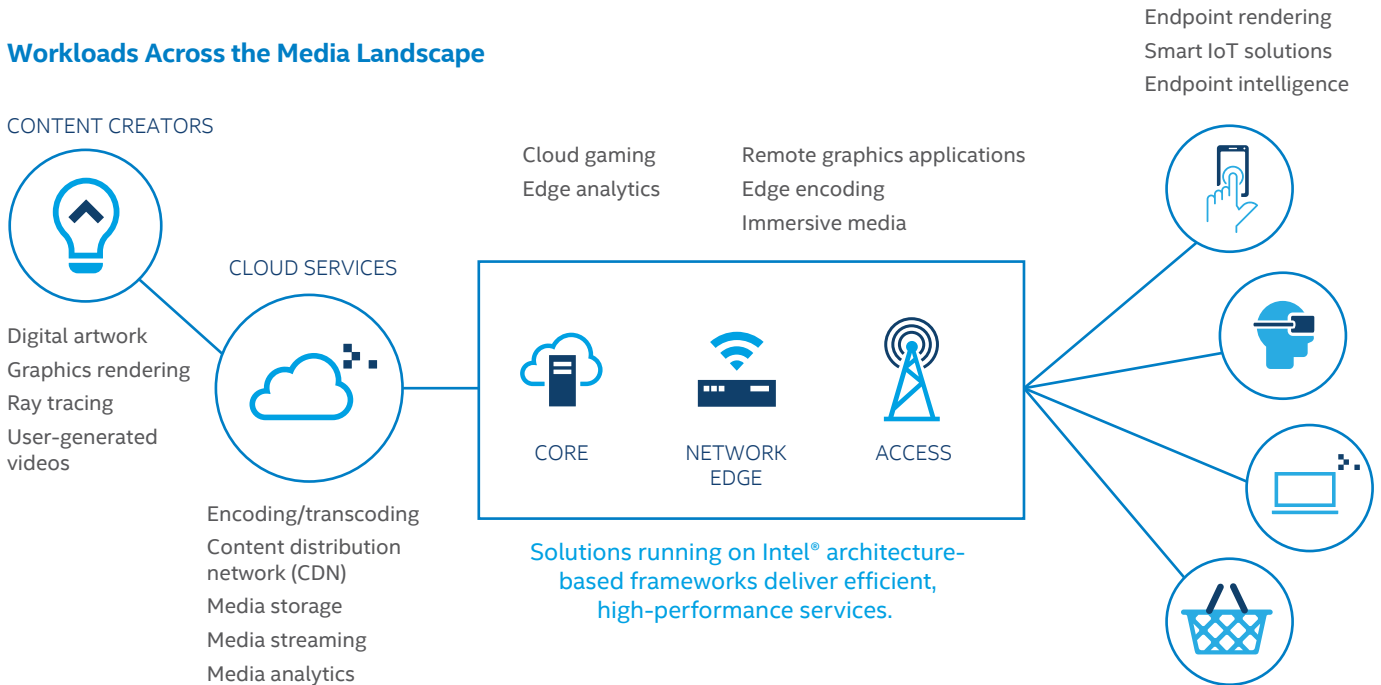 Workloads Across the Media Landscape
CONTENT CREATORS
Digital artwork
Graphics rendering
Ray tracing
User-generated
videos
CLOUD SERVICES
Encoding/transcoding
Content distribution
network (CDN)
Media storage
Media streaming
Media analytics
Cloud gaming
Edge analytics
Remote graphics applications
Edge encoding
Immersive media
CORE
NETWORK
EDGE
ACCESS
Solutions running on Intel® architecture-
based frameworks deliver efficient,
high-performance services.
Endpoint rendering
Smart IoT solutions
Endpoint intelligence